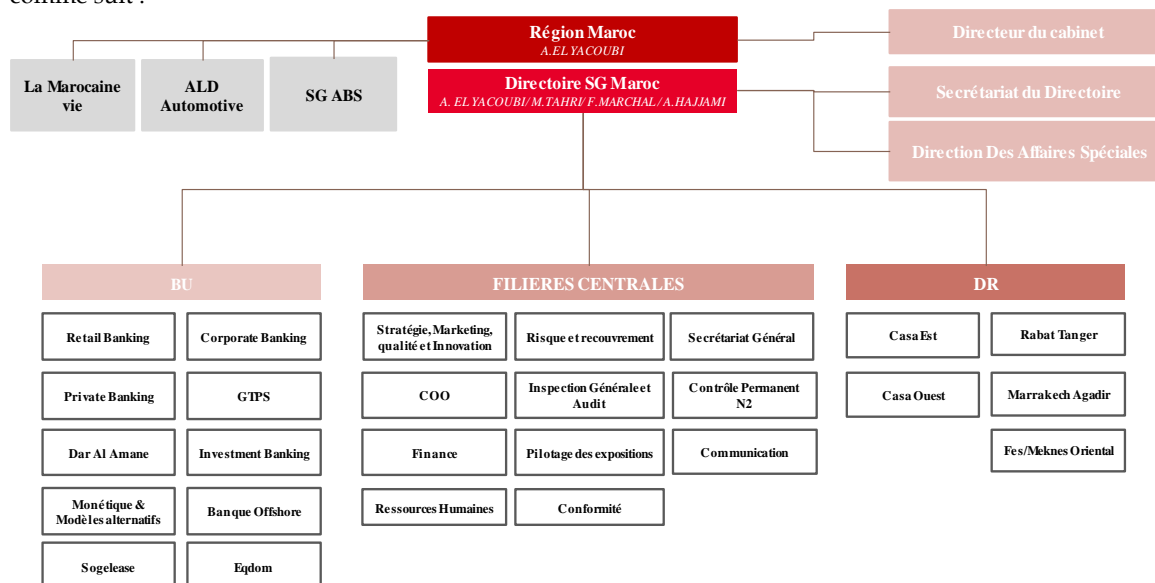 comme suit :
Région Maroc
A.EL YACOUBI
Directeur du cabinet
La Marocaine
vie
ALD
Automotive
SG ABS
Directoire SG Maroc
A. EL YACOUBI/ M.TAHRI/ F.MARCHAL / A.HAJJAMI
Secrétariat du Directoire
Direction Des Affaires Spéciales
BU
FILIERES CENTRALES
DR
Retail Banking
Corporate Banking
Private Banking
GTPS
Dar Al Amane
Investment Banking
Monétique &
Modèles alternatifs
Banque Offshore
Sogelease
Eqdom
Stratégie, Marketing,
qualité et Innovation
Risque et recouvrement
Secrétariat Général
COO
Inspection Générale et
Audit
Contrôle Permanent
N2
Finance
Pilotage des expositions
Communication
Ressources Humaines
Conformité
Casa Est
Rabat Tanger
Casa Ouest
Marrakech Agadir
Fes/Meknes Oriental